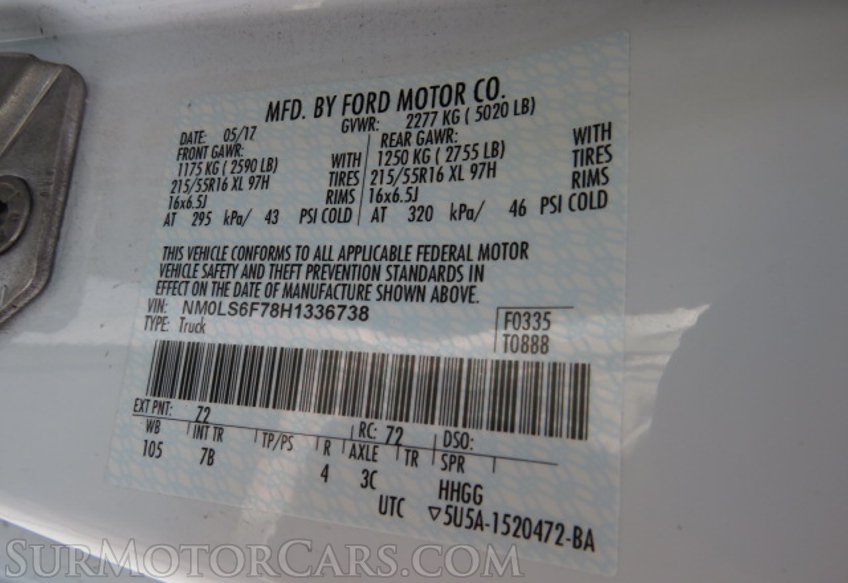 MFD. BY FORD MOTOR CO.
DATE: 05/17 GVWR: 2277 KG ( 5020 LB)
FRONT GAWR: REAR GAWR: WITH
1175 KG ( 2590 LB) WITH 1250 KG ( 2755 LB) TIRES
215/55R16 XL 97H TIRES 215/55R16 XL 97H RIMS
16x6.5J RIMS 16x6.5J
AT 295 kPa/ 43 PSI COLD AT 320 kPa/ 46 PSI COLD
THIS VEHICLE CONFORMS TO ALL APPLICABLE FEDERAL MOTOR
VEHICLE SAFETY AND THEFT PREVENTION STANDARDS IN
EFFECT ON THE DATE OF MANUFACTURE SHOWN ABOVE.
VIN: NM0LS6F78H1336738 F0335
TYPE: Truck T0888
EXT PNT: Z2 RC: 72 DSO:
WB INT TR TP/PS R AXLE TR SPR
105 7B 4 3C HHGG
UTC ▽5U5A-1520472-BA
SURMOTORCARS.COM